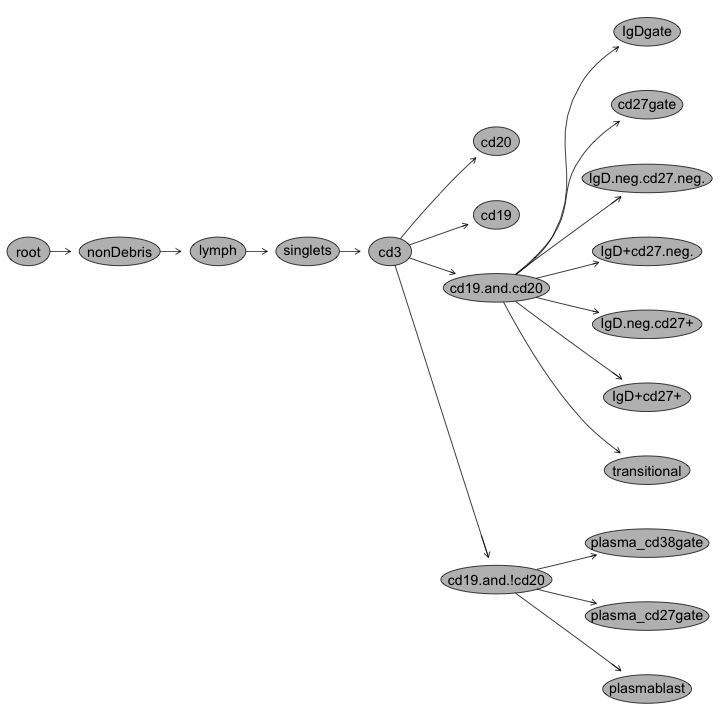 root
nonDebris
lymph
singlets
cd3
cd20
cd19
cd19.and.cd20
cd19.and.!cd20
IgDgate
cd27gate
IgD.neg.cd27.neg.
IgD+cd27.neg.
IgD.neg.cd27+
IgD+cd27+
transitional
plasma_cd38gate
plasma_cd27gate
plasmablast